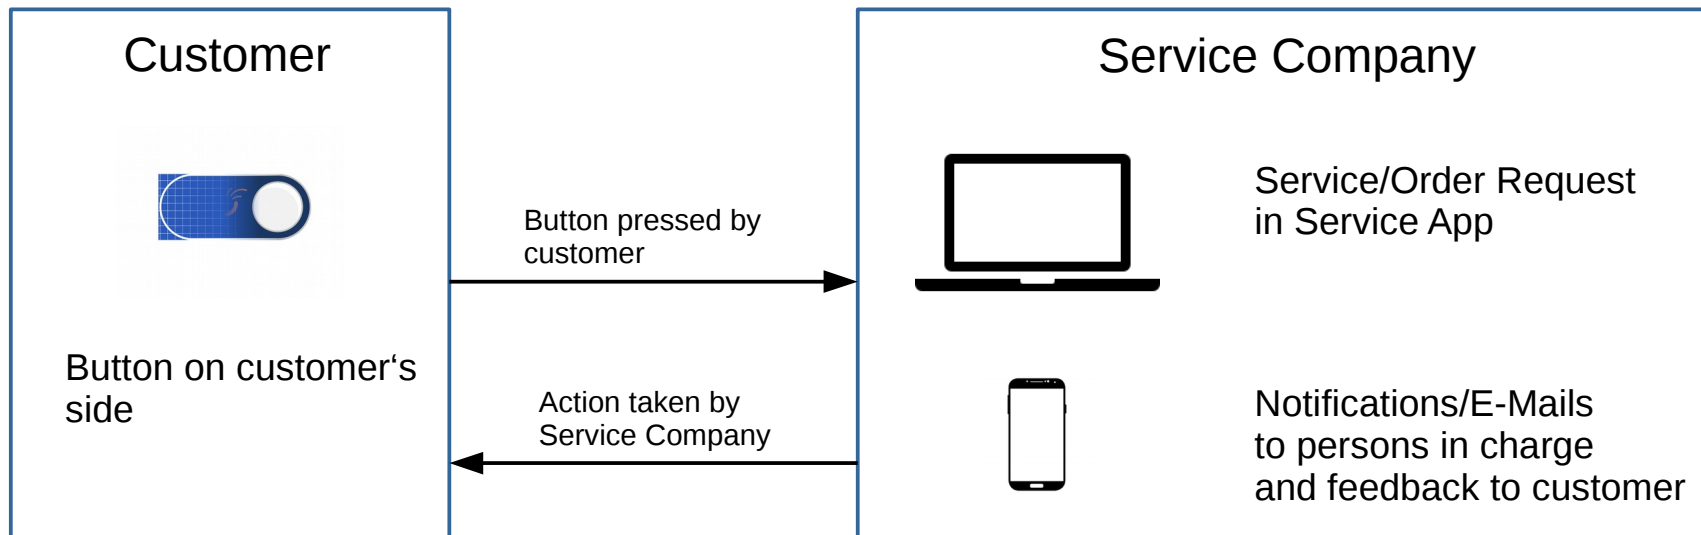 Customer
Service Company
Service/Order Request
in Service App
Button pressed by
customer
Button on customer‘s
side
Action taken by
Service Company
Notifications/E-Mails
to persons in charge
and feedback to customer